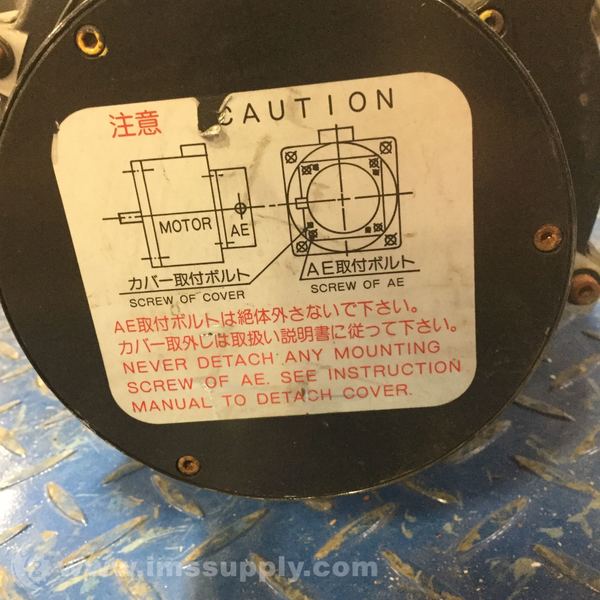 注意 CAUTION
MOTOR
AE
カバー取付ボルト
SCREW OF COVER
AE取付ボルト
SCREW OF AE
AE取付ボルトは絶体外さないで下さい。
カバー取外じは取扱い説明書に従って下さい。
NEVER DETACH ANY MOUNTING
SCREW OF AE. SEE INSTRUCTION
MANUAL TO DETACH COVER.
www.imssupply.com